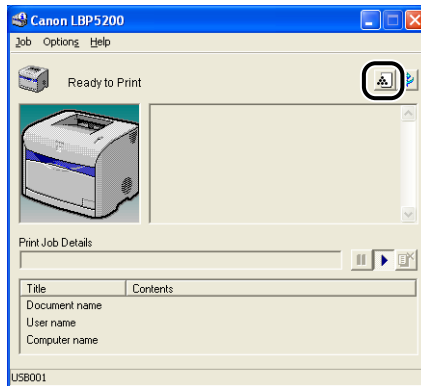 Canon LBP5200
Job Options Help
Ready to Print
Print Job Details
Title Contents
Document name
User name
Computer name
USB001